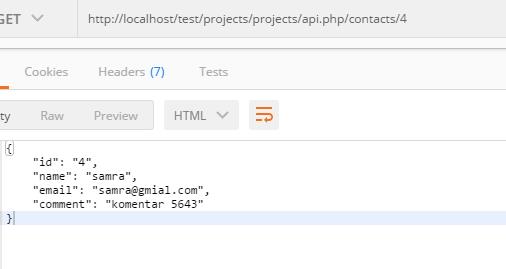 GET http://localhost/test/projects/projects/api.php/contacts/4
Cookies Headers (7) Tests
ty Raw Preview HTML
{
"id": "4",
"name": "samra",
"email": "samra@gmial.com",
"comment": "komentar 5643"
}